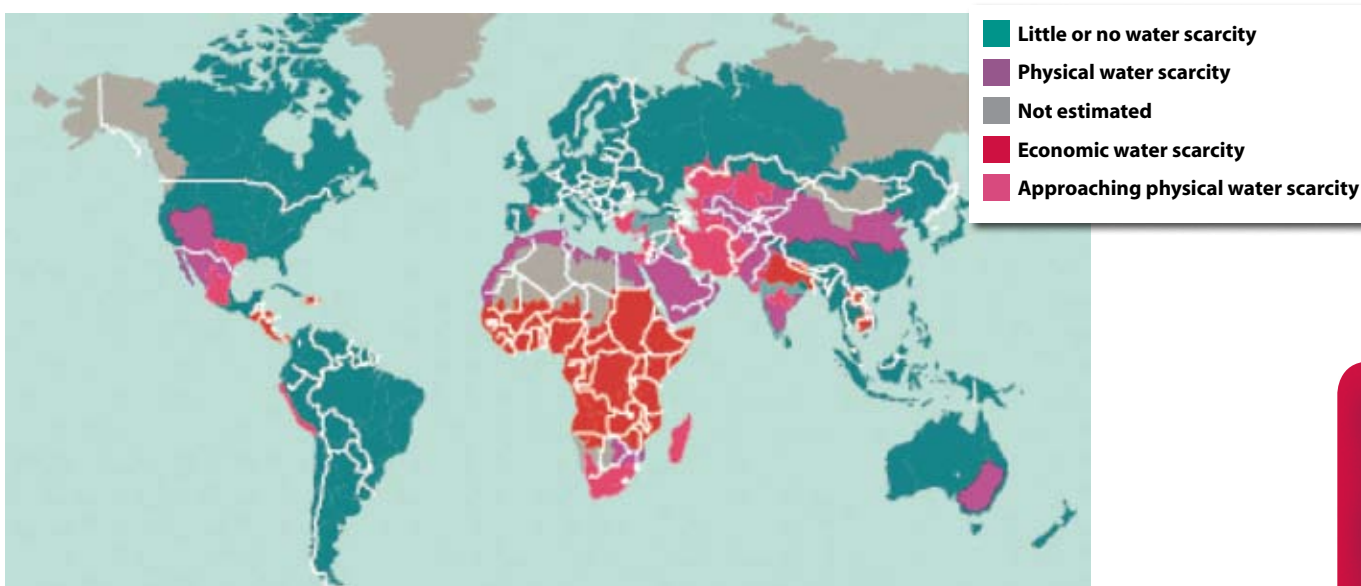 Little or no water scarcity
Physical water scarcity
Not estimated
Economic water scarcity
Approaching physical water scarcity